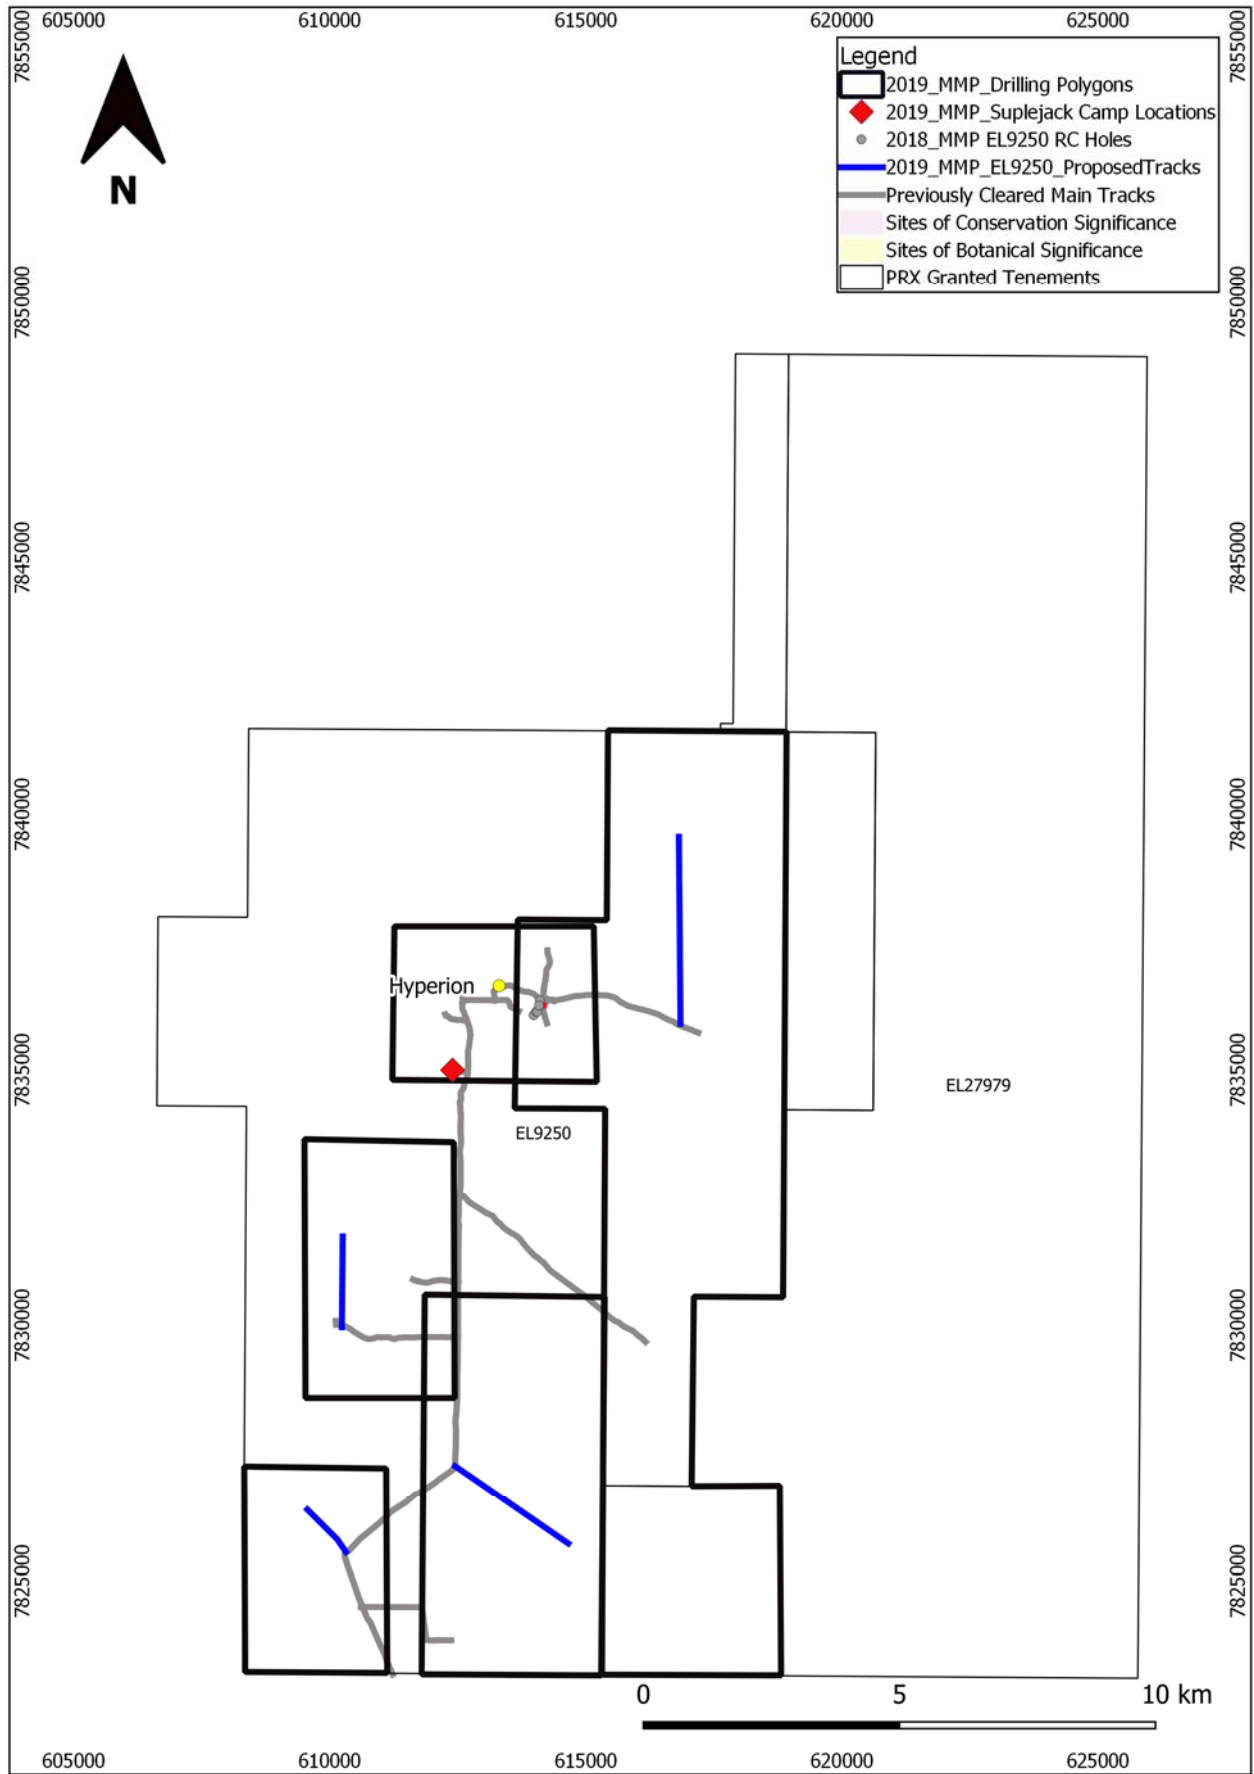 605000 610000 615000 620000 625000
7855000 7855000
Legend
2019_MMP_Drilling Polygons
2019_MMP_Suplejack Camp Locations
2018_MMP EL9250 RC Holes
2019_MMP_EL9250_ProposedTracks
Previously Cleared Main Tracks
Sites of Conservation Significance
Sites of Botanical Significance
PRX Granted Tenements
N
7850000 7850000
7845000 7845000
7840000 7840000
Hyperion
7835000 7835000
EL27979
EL9250
7830000 7830000
7825000 7825000
0 5 10 km
605000 610000 615000 620000 625000